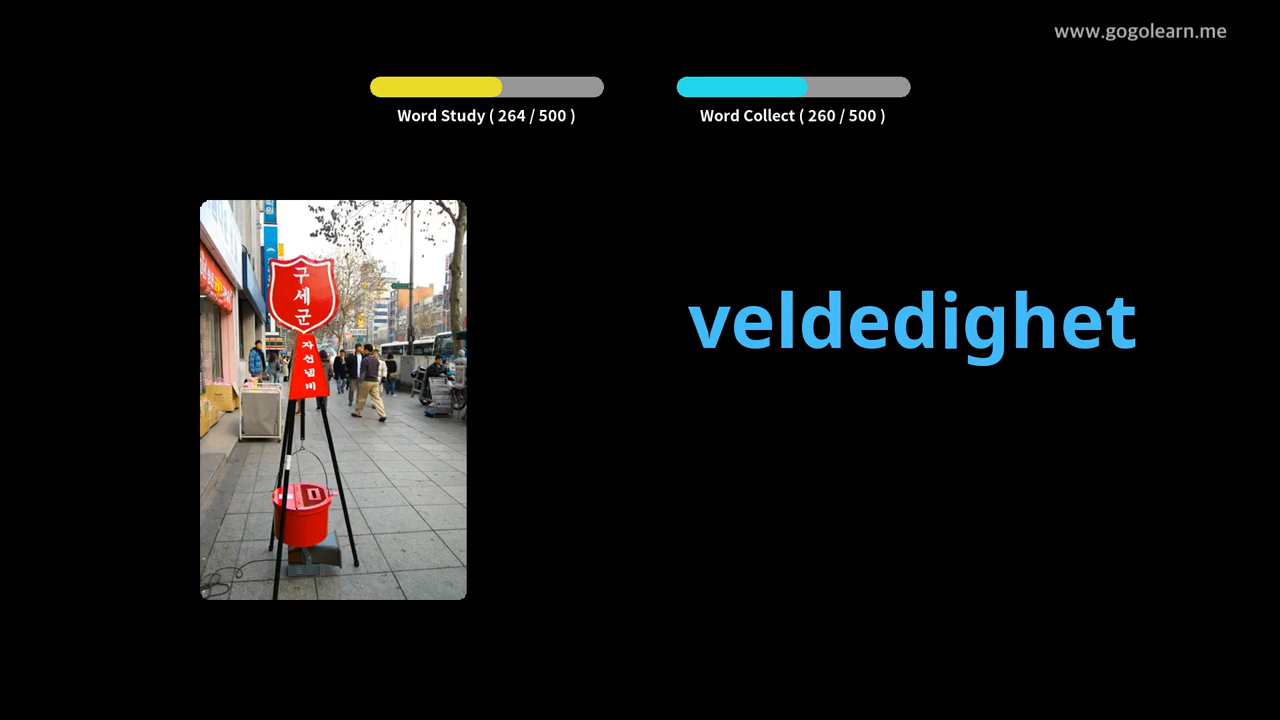 www.gogolearn.me
Word Study ( 264 / 500 )
Word Collect ( 260 / 500 )
구세군
자선냄비
veldedighet